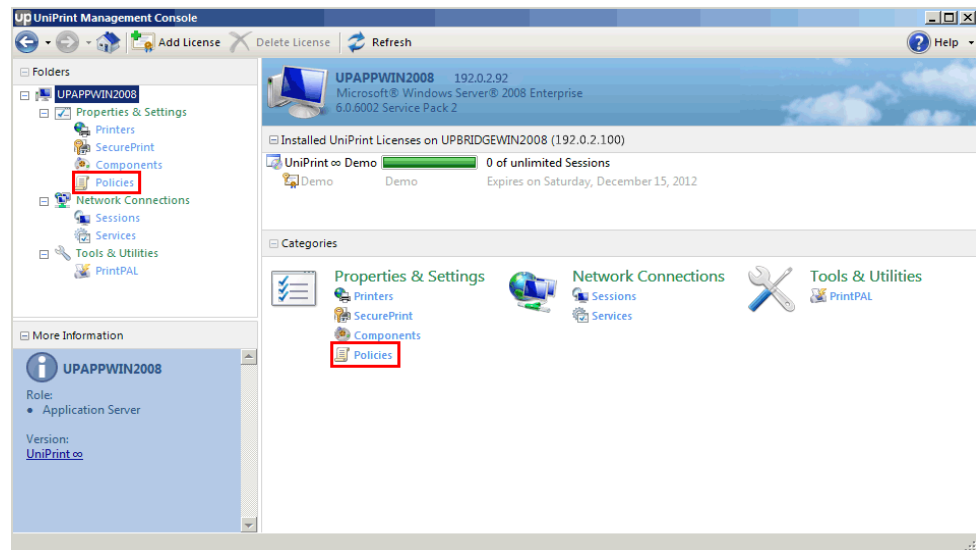 up UniPrint Management Console
Add License Delete License Refresh Help
Folders
UPAPPWIN2008
Properties & Settings
Printers
SecurePrint
Components
Policies
Network Connections
Sessions
Services
Tools & Utilities
PrintPAL
More Information
UPAPPWIN2008
Role:
• Application Server
Version:
UniPrint ∞
UPAPPWIN2008 192.0.2.92
Microsoft® Windows Server® 2008 Enterprise
6.0.6002 Service Pack 2
Installed UniPrint Licenses on UPBRIDGEWIN2008 (192.0.2.100)
UniPrint ∞ Demo 0 of unlimited Sessions
Demo Demo Expires on Saturday, December 15, 2012
Categories
Properties & Settings
Printers
SecurePrint
Components
Policies
Network Connections
Sessions
Services
Tools & Utilities
PrintPAL